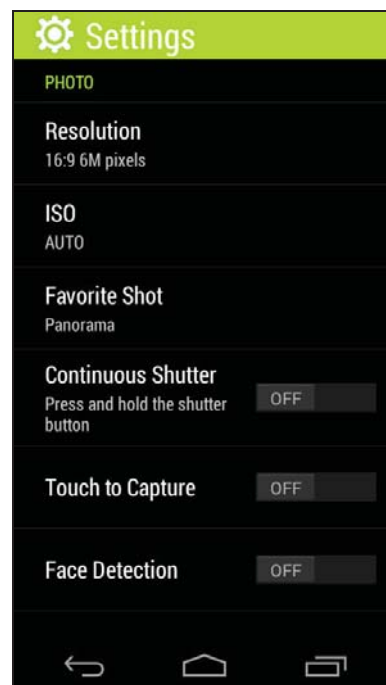 Settings
PHOTO
Resolution
16:9 6M pixels
ISO
AUTO
Favorite Shot
Panorama
Continuous Shutter
Press and hold the shutter
button
OFF
Touch to Capture
OFF
Face Detection
OFF